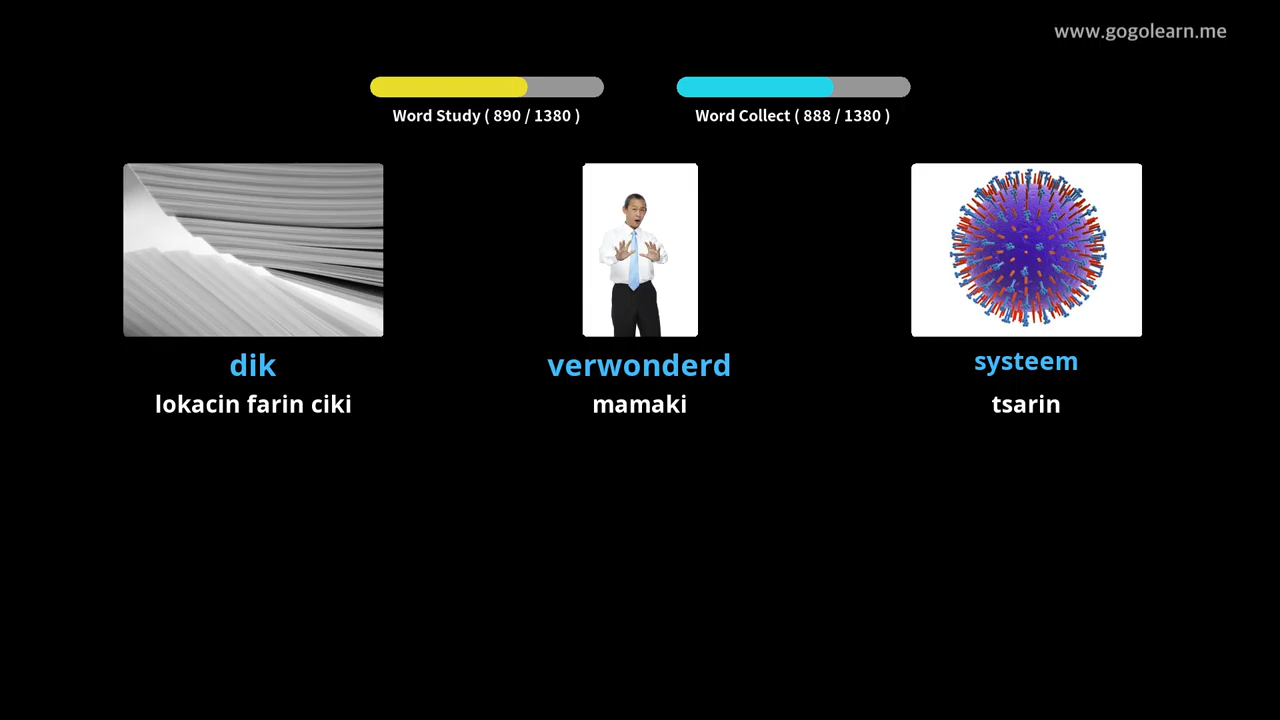 www.gogolearn.me
Word Study ( 890 / 1380 )
Word Collect ( 888 / 1380 )
dik
lokacin farin ciki
verwonderd
mamaki
systeem
tsarin